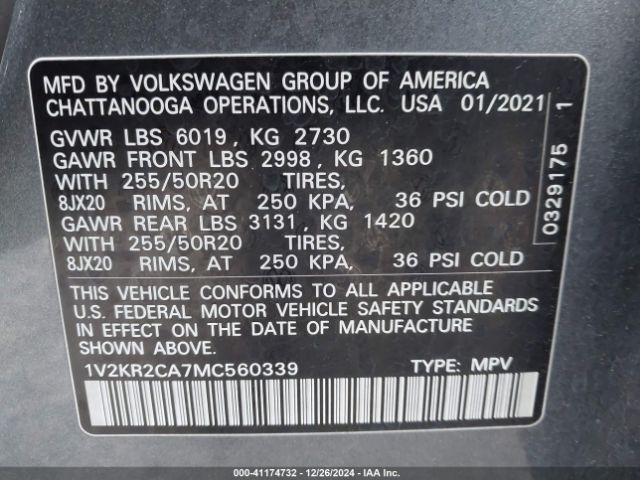 MFD BY VOLKSWAGEN GROUP OF AMERICA
CHATTANOOGA OPERATIONS, LLC. USA 01/2021
GVWR LBS 6019, KG 2730
GAWR FRONT LBS 2998, KG 1360
WITH 255/50R20 TIRES,
8JX20 RIMS, AT 250 KPA, 36 PSI COLD
GAWR REAR LBS 3131, KG 1420
WITH 255/50R20 TIRES,
8JX20 RIMS, AT 250 KPA, 36 PSI COLD
THIS VEHICLE CONFORMS TO ALL APPLICABLE
U.S. FEDERAL MOTOR VEHICLE SAFETY STANDARDS
IN EFFECT ON THE DATE OF MANUFACTURE
SHOWN ABOVE.
1V2KR2CA7MC560339 TYPE: MPV
0329175 1
000-41174732 - 12/26/2024 - IAAI.COM